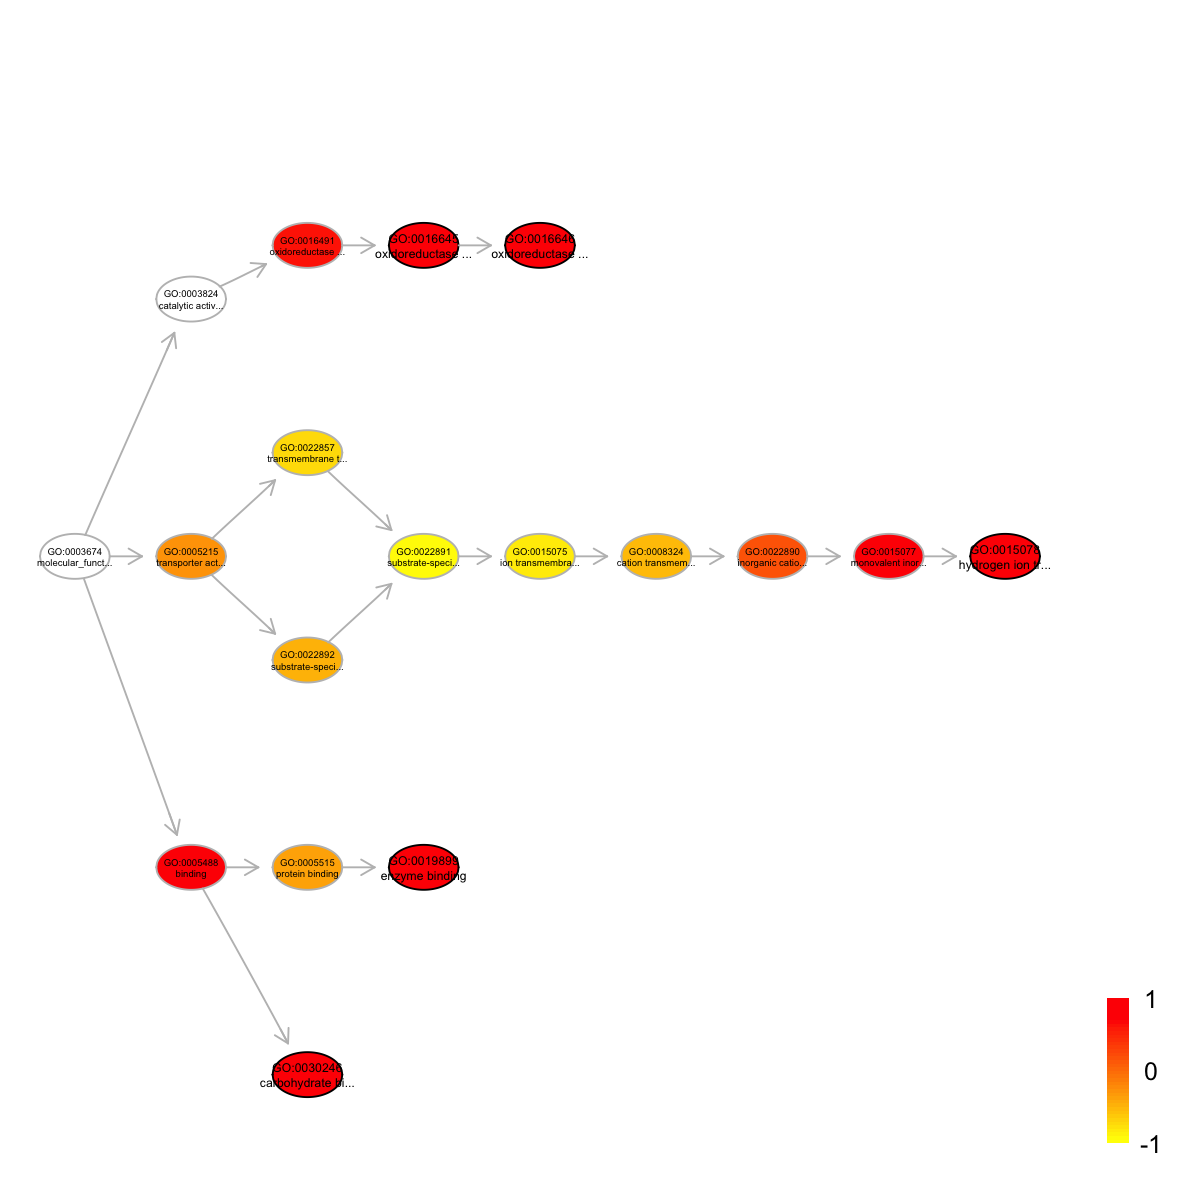 GO:0016491
oxidoreductase ...
GO:0016645
oxidoreductase ...
GO:0016646
oxidoreductase ...
GO:0003824
catalytic activ...
GO:0022857
transmembrane t...
GO:0003674
molecular_funct...
GO:0005215
transporter act...
GO:0022891
substrate-speci...
GO:0015075
ion transmembra...
GO:0008324
cation transmem...
GO:0022890
inorganic catio...
GO:0015077
monovalent inor...
GO:0015078
hydrogen ion tr...
GO:0022892
substrate-speci...
GO:0005488
binding
GO:0005515
protein binding
GO:0019899
enzyme binding
GO:0030246
carbohydrate bi...
1
0
-1